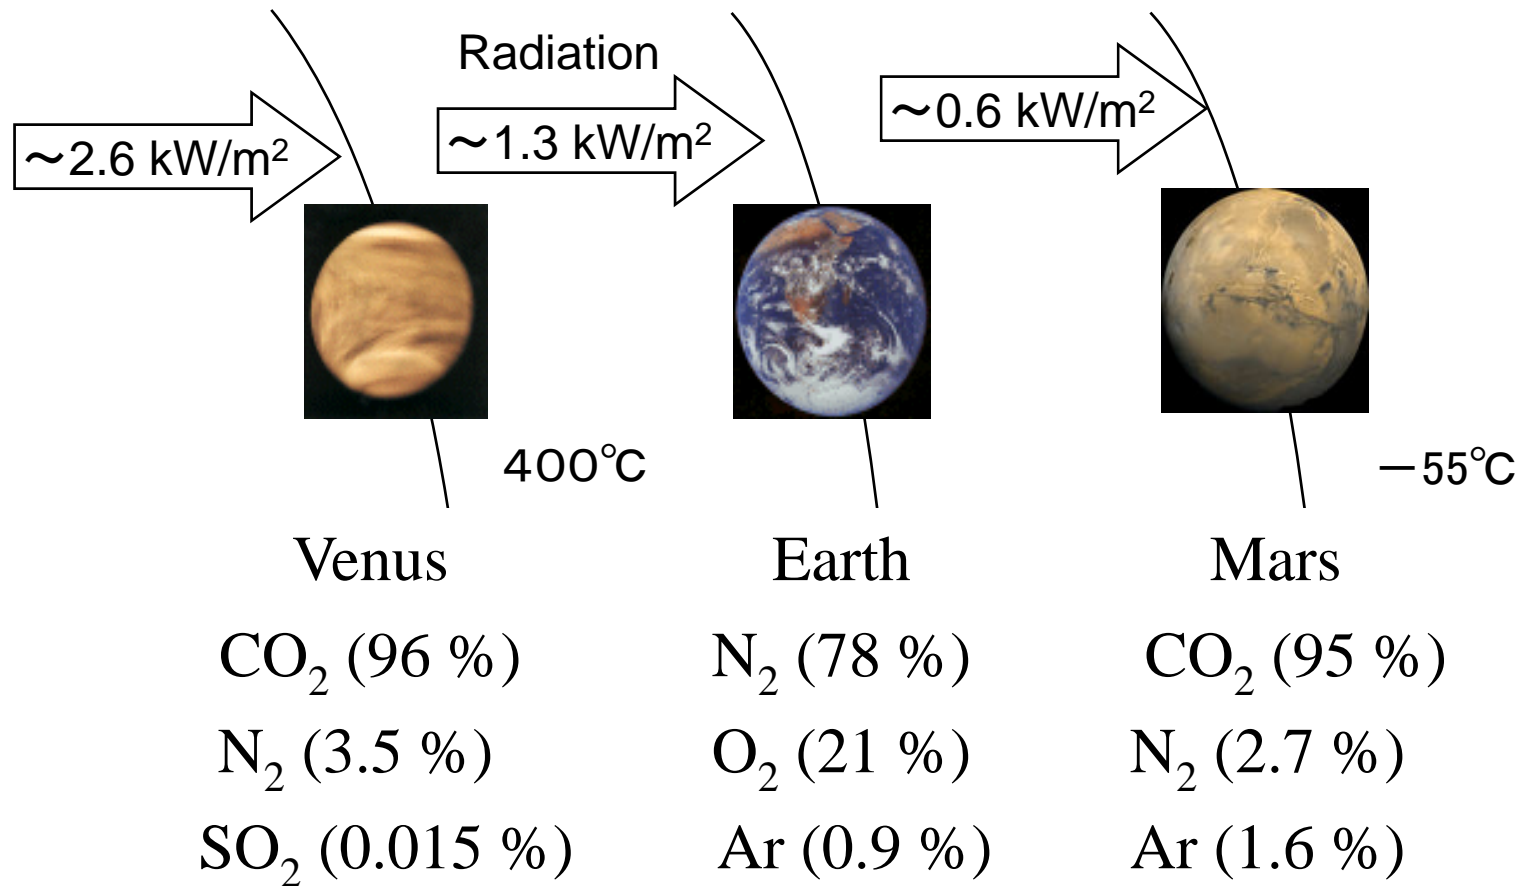 Radiation
~2.6 kW/m²
~1.3 kW/m²
~0.6 kW/m²
400℃
−55℃
Venus
Earth
Mars
CO₂ (96 %)
N₂ (78 %)
CO₂ (95 %)
N₂ (3.5 %)
O₂ (21 %)
N₂ (2.7 %)
SO₂ (0.015 %)
Ar (0.9 %)
Ar (1.6 %)